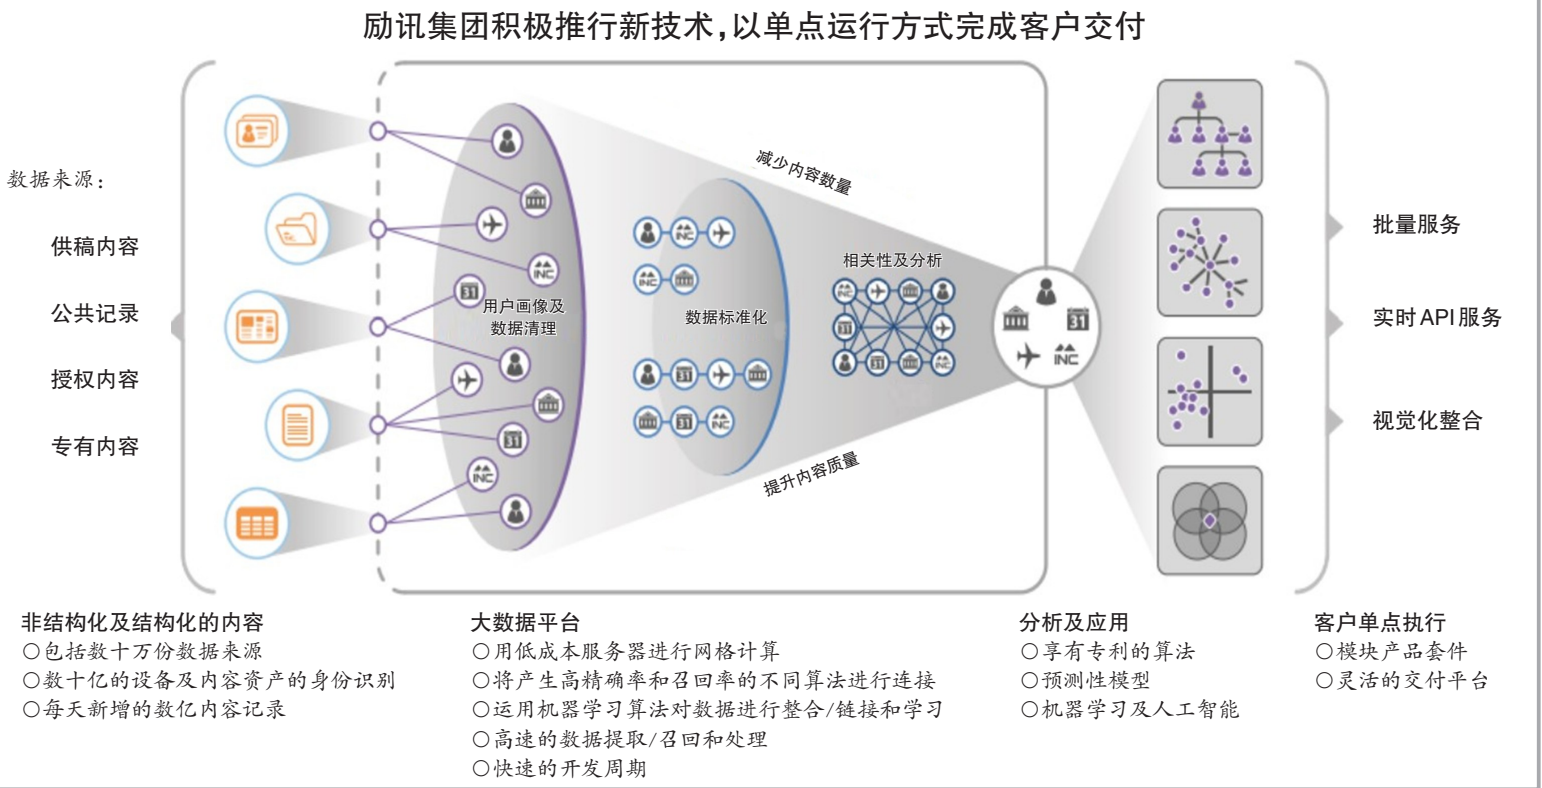 励讯集团积极推行新技术,以单点运行方式完成客户交付
数据来源:
供稿内容
公共记录
授权内容
专有内容
31
INC
用户画像及
数据清理
31
INC
INC
INC
31
31
INC
数据标准化
减少内容数量
提升内容质量
相关性及分析
INC
31
31
INC
31
INC
批量服务
实时API服务
视觉化整合
非结构化及结构化的内容
○包括数十万份数据来源
○数十亿的设备及内容资产的身份识别
○每天新增的数亿内容记录
大数据平台
○用低成本服务器进行网格计算
○将产生高精确率和召回率的不同算法进行连接
○运用机器学习算法对数据进行整合/链接和学习
○高速的数据提取/召回和处理
○快速的开发周期
分析及应用
○享有专利的算法
○预测性模型
○机器学习及人工智能
客户单点执行
○模块产品套件
○灵活的交付平台